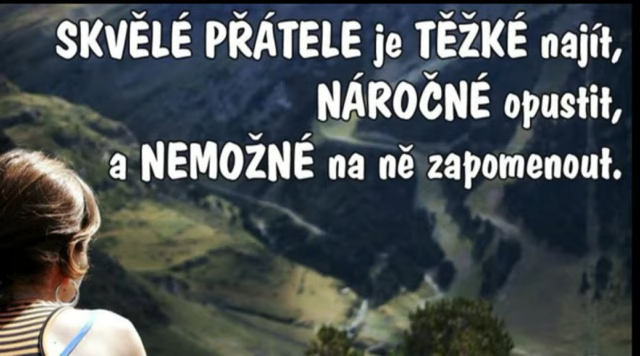 SKVĚLÉ PŘÁTELE je TĚŽKÉ najít,
NÁROČNÉ opustit,
a NEMOŽNÉ na ně zapomenout.